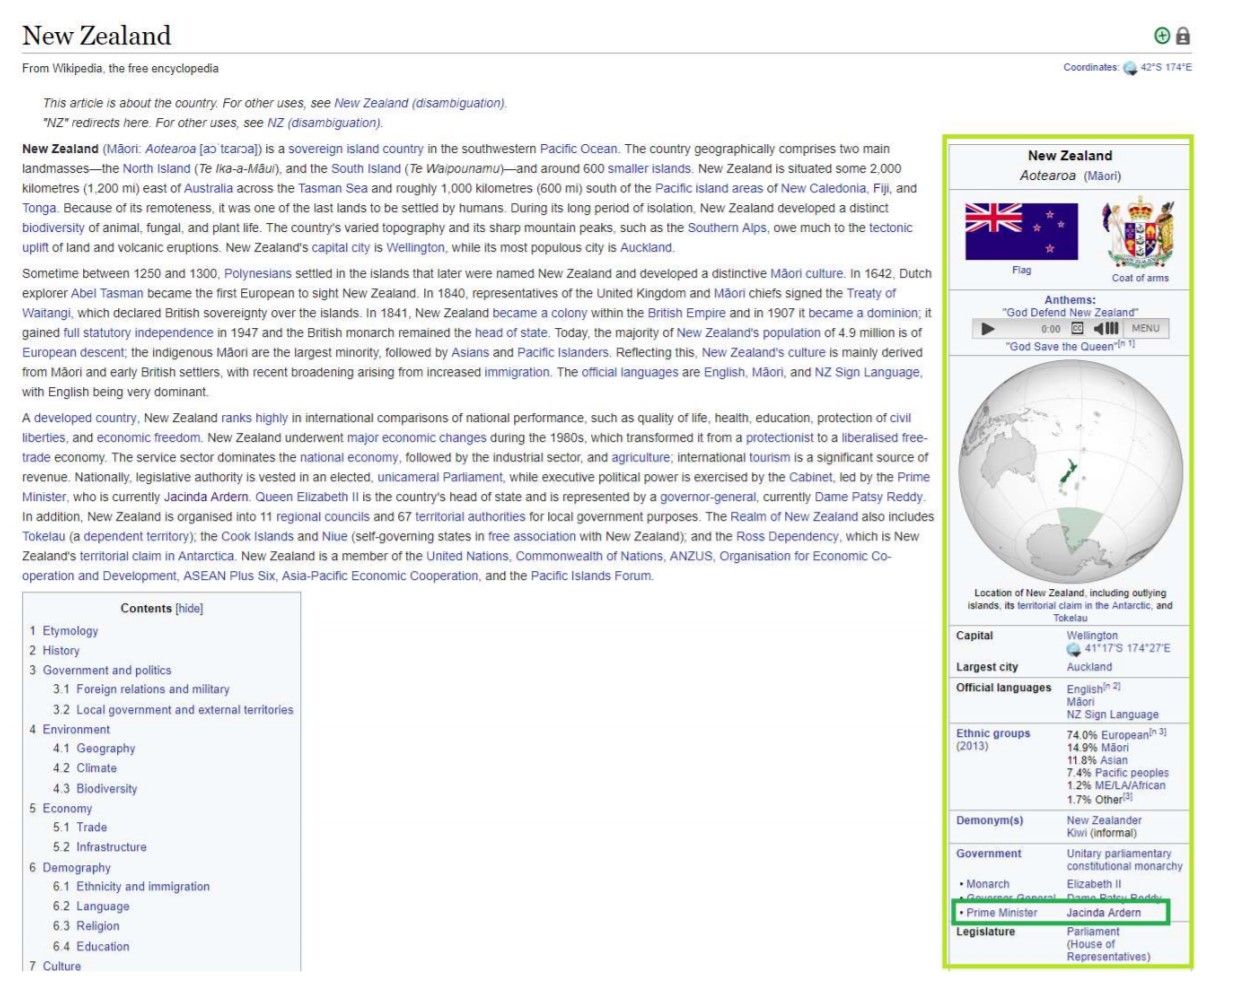 New Zealand
From Wikipedia, the free encyclopedia
Coordinates: 42°S 174°E
This article is about the country. For other uses, see New Zealand (disambiguation).
"NZ" redirects here. For other uses, see NZ (disambiguation).
New Zealand (Māori: Aotearoa [aɔˈtɛaɾɔa]) is a sovereign island country in the southwestern Pacific Ocean. The country geographically comprises two main
landmasses—the North Island (Te Ika-a-Māui), and the South Island (Te Waipounamu)—and around 600 smaller islands. New Zealand is situated some 2,000
kilometres (1,200 mi) east of Australia across the Tasman Sea and roughly 1,000 kilometres (600 mi) south of the Pacific island areas of New Caledonia, Fiji, and
Tonga. Because of its remoteness, it was one of the last lands to be settled by humans. During its long period of isolation, New Zealand developed a distinct
biodiversity of animal, fungal, and plant life. The country's varied topography and its sharp mountain peaks, such as the Southern Alps, owe much to the tectonic
uplift of land and volcanic eruptions. New Zealand's capital city is Wellington, while its most populous city is Auckland.
Sometime between 1250 and 1300, Polynesians settled in the islands that later were named New Zealand and developed a distinctive Māori culture. In 1642, Dutch
explorer Abel Tasman became the first European to sight New Zealand. In 1840, representatives of the United Kingdom and Māori chiefs signed the Treaty of
Waitangi, which declared British sovereignty over the islands. In 1841, New Zealand became a colony within the British Empire and in 1907 it became a dominion; it
gained full statutory independence in 1947 and the British monarch remained the head of state. Today, the majority of New Zealand's population of 4.9 million is of
European descent; the indigenous Māori are the largest minority, followed by Asians and Pacific Islanders. Reflecting this, New Zealand's culture is mainly derived
from Māori and early British settlers, with recent broadening arising from increased immigration. The official languages are English, Māori, and NZ Sign Language,
with English being very dominant.
A developed country, New Zealand ranks highly in international comparisons of national performance, such as quality of life, health, education, protection of civil
liberties, and economic freedom. New Zealand underwent major economic changes during the 1980s, which transformed it from a protectionist to a liberalised free-
trade economy. The service sector dominates the national economy, followed by the industrial sector, and agriculture; international tourism is a significant source of
revenue. Nationally, legislative authority is vested in an elected, unicameral Parliament, while executive political power is exercised by the Cabinet, led by the Prime
Minister, who is currently Jacinda Ardern. Queen Elizabeth II is the country's head of state and is represented by a governor-general, currently Dame Patsy Reddy.
In addition, New Zealand is organised into 11 regional councils and 67 territorial authorities for local government purposes. The Realm of New Zealand also includes
Tokelau (a dependent territory); the Cook Islands and Niue (self-governing states in free association with New Zealand); and the Ross Dependency, which is New
Zealand's territorial claim in Antarctica. New Zealand is a member of the United Nations, Commonwealth of Nations, ANZUS, Organisation for Economic Co-
operation and Development, ASEAN Plus Six, Asia-Pacific Economic Cooperation, and the Pacific Islands Forum.
Contents [hide]
1 Etymology
2 History
3 Government and politics
3.1 Foreign relations and military
3.2 Local government and external territories
4 Environment
4.1 Geography
4.2 Climate
4.3 Biodiversity
5 Economy
5.1 Trade
5.2 Infrastructure
6 Demography
6.1 Ethnicity and immigration
6.2 Language
6.3 Religion
6.4 Education
7 Culture
New Zealand
Aotearoa (Māori)
Flag
Coat of arms
Anthems:
"God Defend New Zealand"
0:00 CC MENU
"God Save the Queen"[n 1]
Location of New Zealand, including outlying
islands, its territorial claim in the Antarctic, and
Tokelau
Capital Wellington
41°17′S 174°27′E
Largest city Auckland
Official languages English[n 2]
Māori
NZ Sign Language
Ethnic groups 74.0% European[n 3]
(2013) 14.9% Māori
11.8% Asian
7.4% Pacific peoples
1.2% ME/LA/African
1.7% Other[3]
Demonym(s) New Zealander
Kiwi (informal)
Government Unitary parliamentary
constitutional monarchy
• Monarch Elizabeth II
• Governor-General Dame Patsy Reddy
• Prime Minister Jacinda Ardern
Legislature Parliament
(House of
Representatives)